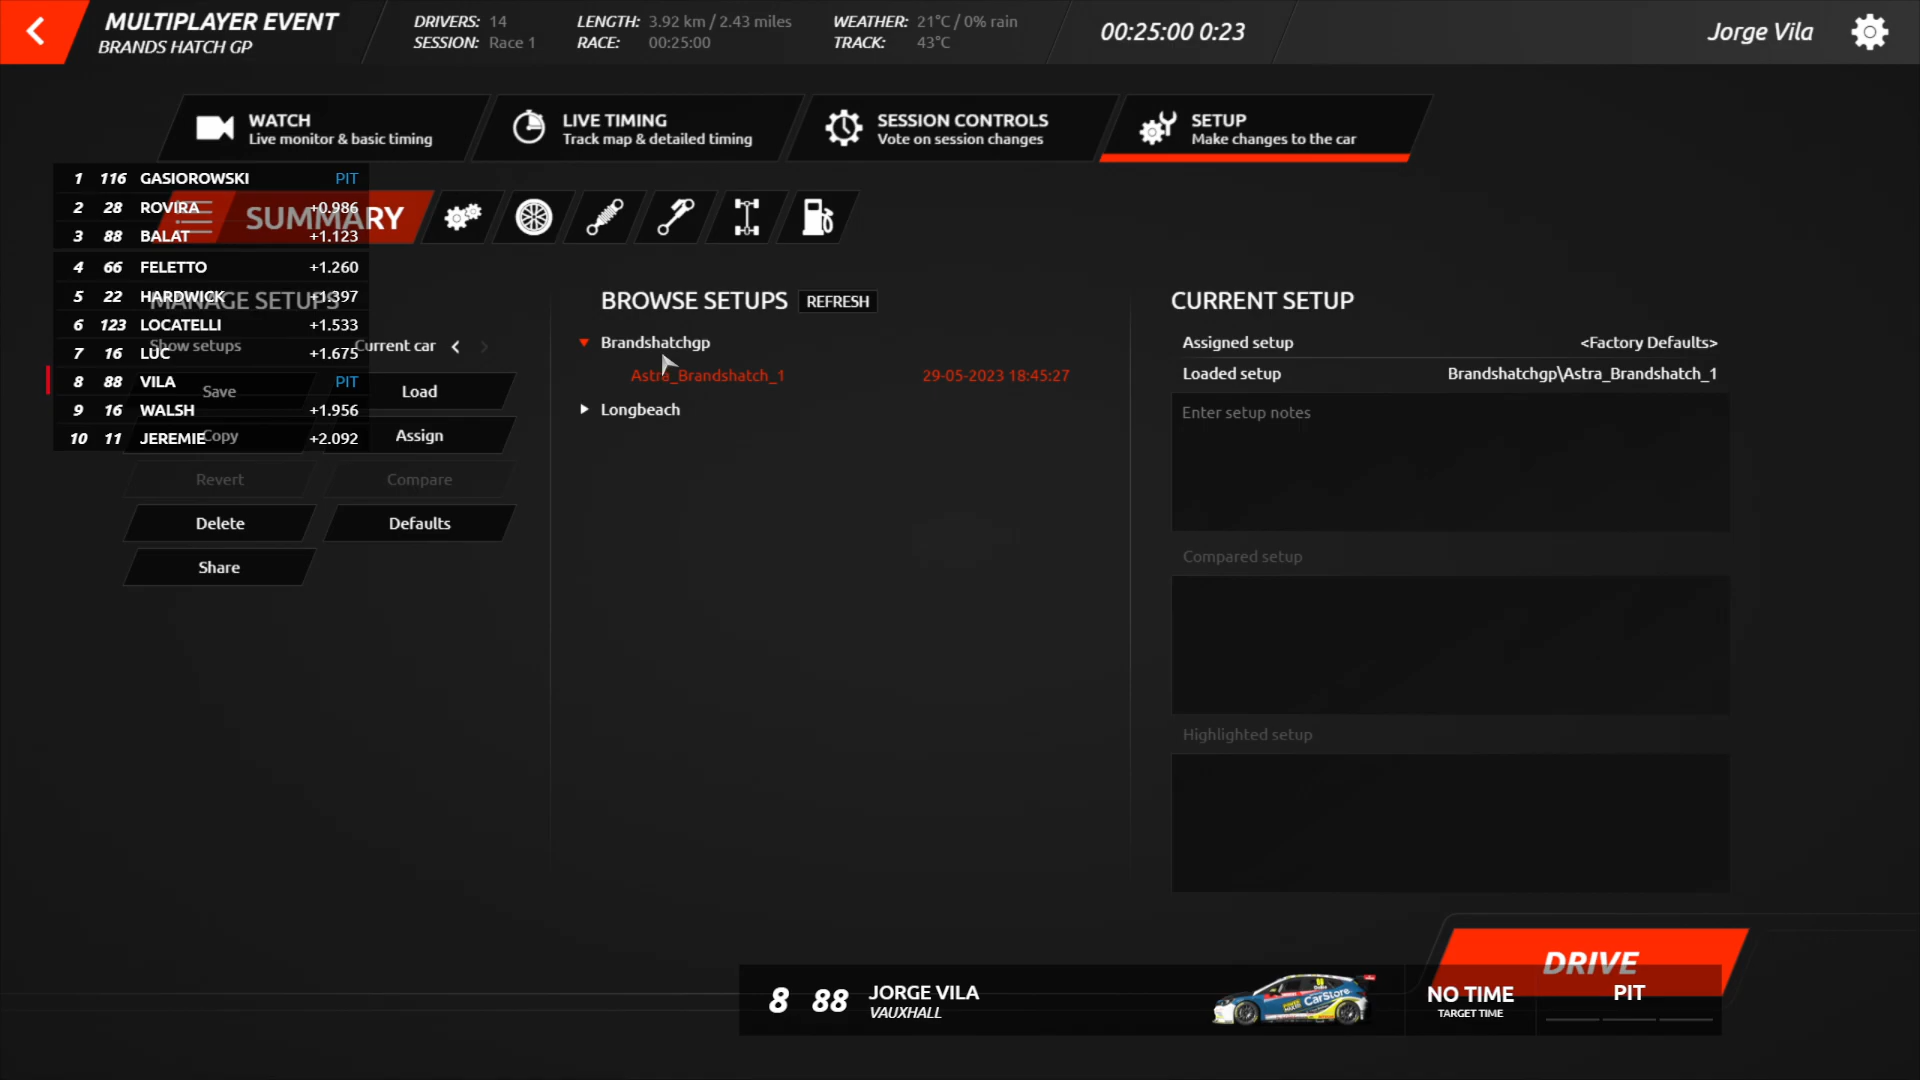 MULTIPLAYER EVENT
BRANDS HATCH GP
DRIVERS: 14
SESSION: Race 1
LENGTH: 3.92 km / 2.43 miles
RACE: 00:25:00
WEATHER: 21°C / 0% rain
TRACK: 43°C
00:25:00 0:23
Jorge Vila
WATCH
Live monitor & basic timing
LIVE TIMING
Track map & detailed timing
SESSION CONTROLS
Vote on session changes
SETUP
Make changes to the car
1 116 GASIOROWSKI PIT
2 28 ROVIRA +0.986
3 88 BALAT +1.123
4 66 FELETTO +1.260
5 22 HARDWICK +1.397
6 123 LOCATELLI +1.533
7 16 LUC +1.675
8 88 VILA PIT
9 16 WALSH +1.956
10 11 JEREMIE +2.092
SUMMARY
MANAGE SETUPS
Show setups Current car
Save Load
Copy Assign
Revert Compare
Delete Defaults
Share
BROWSE SETUPS REFRESH
Brandshatchgp
Astra_Brandshatch_1 29-05-2023 18:45:27
Longbeach
CURRENT SETUP
Assigned setup <Factory Defaults>
Loaded setup Brandshatchgp\Astra_Brandshatch_1
Enter setup notes
Compared setup
Highlighted setup
DRIVE
8 88 JORGE VILA
VAUXHALL
CarStore
NO TIME
TARGET TIME
PIT